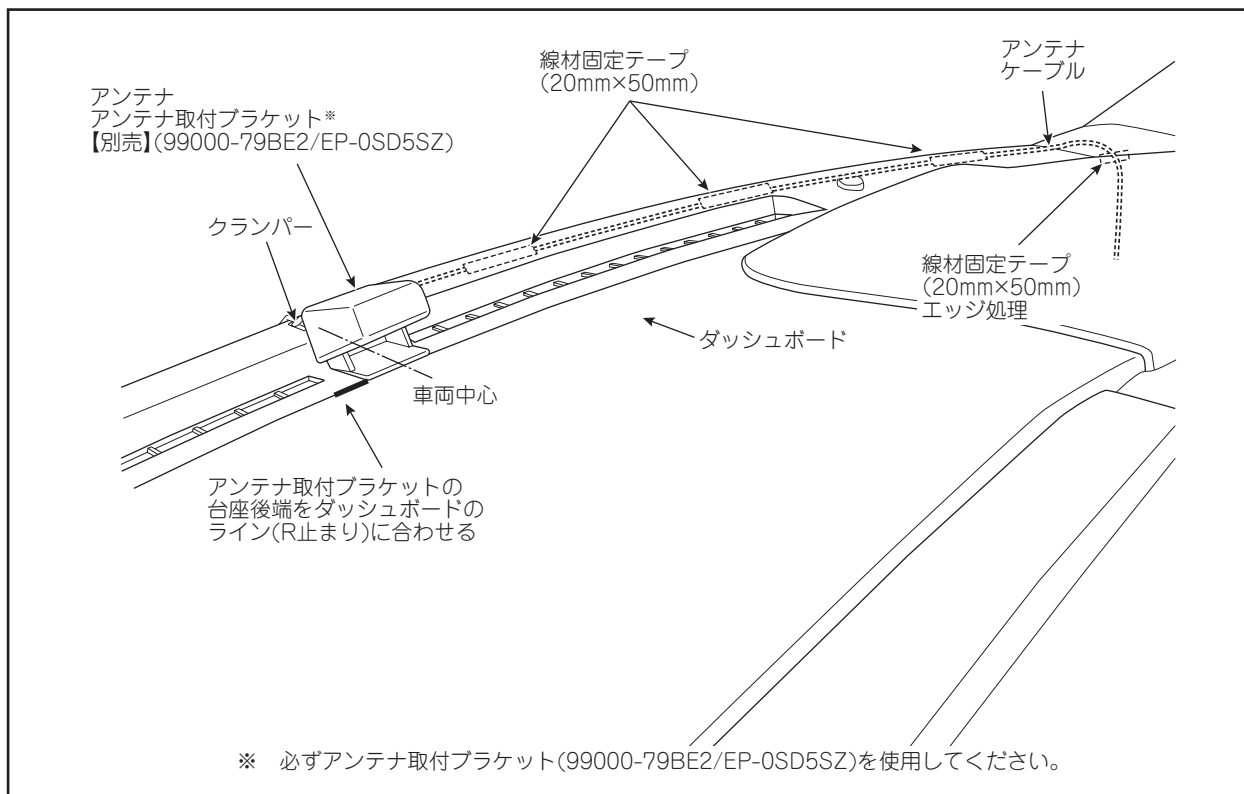 線材固定テープ
(20mm×50mm)
アンテナ
ケーブル
アンテナ
アンテナ取付ブラケット※
【別売】(99000-79BE2/EP-0SD5SZ)
クランパー
線材固定テープ
(20mm×50mm)
エッジ処理
ダッシュボード
車両中心
アンテナ取付ブラケットの
台座後端をダッシュボードの
ライン(R止まり)に合わせる
※ 必ずアンテナ取付ブラケット(99000-79BE2/EP-0SD5SZ)を使用してください。